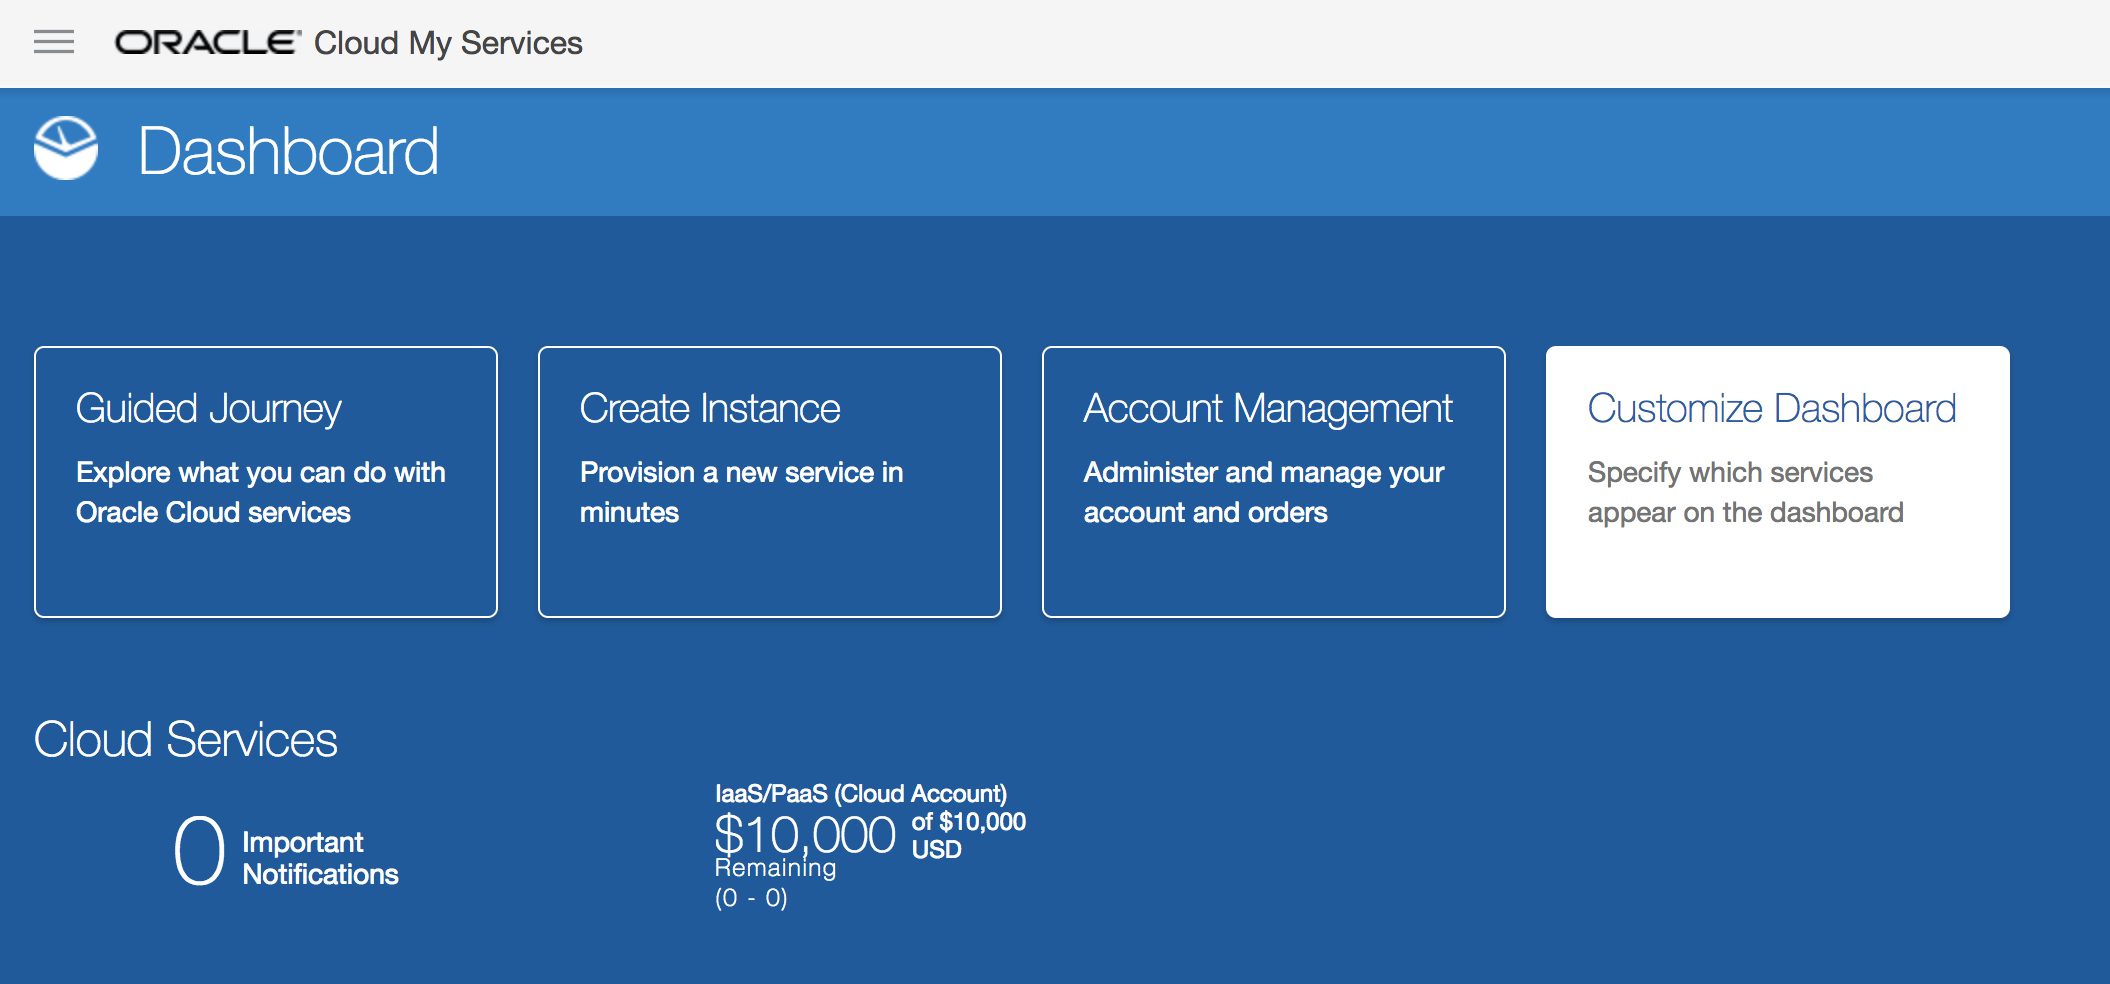 ORACLE® Cloud My Services
Dashboard
Guided Journey
Explore what you can do with
Oracle Cloud services
Create Instance
Provision a new service in
minutes
Account Management
Administer and manage your
account and orders
Customize Dashboard
Specify which services
appear on the dashboard
Cloud Services
0 Important
Notifications
IaaS/PaaS (Cloud Account)
$10,000 of $10,000
USD
Remaining
(0 - 0)